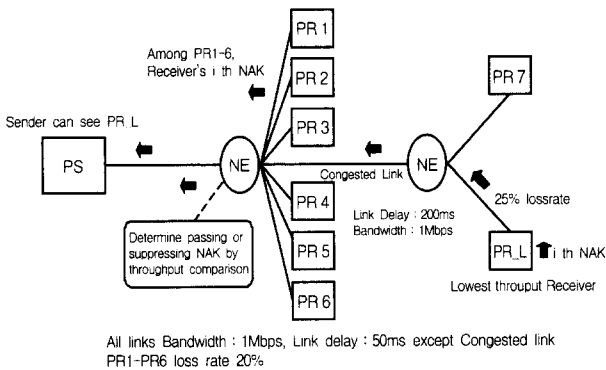 PR 1
Among PR1-6,
Receiver's i th NAK
PR 2
PR 7
Sender can see PR_L
PR 3
PS
NE
NE
Congested Link
25% lossrate
PR 4
Link Delay : 200ms
Bandwidth : 1Mbps
Determine passing or
suppressing NAK by
throughput comparison
PR 5
PR_L
i th NAK
Lowest throuput Receiver
PR 6
All links Bandwidth : 1Mbps, Link delay : 50ms except Congested link
PR1-PR6 loss rate 20%